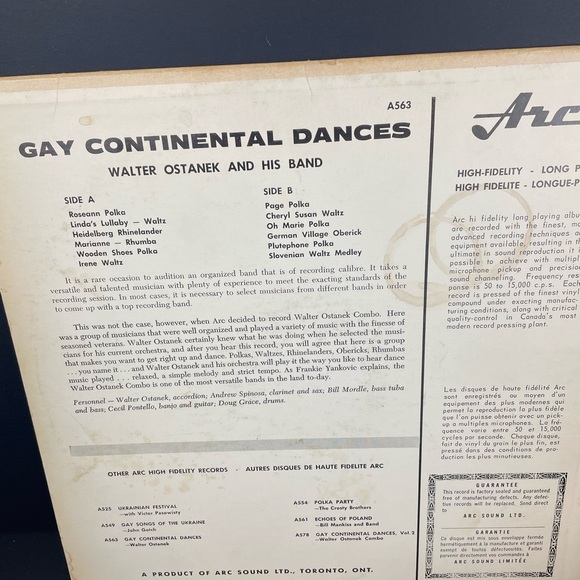 A563
GAY CONTINENTAL DANCES
WALTER OSTANEK AND HIS BAND
SIDE A
Roseann Polka
Linda's Lullaby — Waltz
Heidelberg Rhinelander
Marianne — Rhumba
Wooden Shoes Polka
Irene Waltz
SIDE B
Page Polka
Cheryl Susan Waltz
Oh Marie Polka
German Village Oberick
Plutephone Polka
Slovenian Waltz Medley
It is a rare occasion to audition an organized band that is of recording calibre. It takes a
versatile and talented musician with plenty of experience to meet the exacting standards of the
recording session. In most cases, it is necessary to select musicians from different bands in order
to come up with a top recording band.
This was not the case, however, when Arc decided to record Walter Ostanek Combo. Here
was a group of musicians that were well organized and played a variety of music with the finesse of
seasoned veterans. Walter Ostanek certainly knew what he was doing when he selected the musi-
cians for his current orchestra, and after you hear this record, you will agree that here is a group
that makes you want to get right up and dance. Polkas, Waltzes, Rhinelanders, Obericks, Rhumbas
. . . you name it . . . and Walter Ostanek and his orchestra will play it the way you like to hear dance
music played . . . relaxed, a simple melody and strict tempo. As Frankie Yankovic explains, the
Walter Ostanek Combo is one of the most versatile bands in the land to-day.
Personnel — Walter Ostanek, accordion; Andrew Spinosa, clarinet and sax; Bill Morolle, bass tuba
and bass; Cecil Pontello, banjo and guitar; Doug Grace, drums.
OTHER ARC HIGH FIDELITY RECORDS - AUTRES DISQUES DE HAUTE FIDELITE ARC
A525 UKRAINIAN FESTIVAL
—with Victor Pasowisty
A549 GAY SONGS OF THE UKRAINE
—John Gotch
A563 GAY CONTINENTAL DANCES
—Walter Ostanek
A554 POLKA PARTY
—The Crosty Brothers
A561 ECHOES OF POLAND
—Bill Mankiss and Band
A578 GAY CONTINENTAL DANCES, Vol 2
—Walter Ostanek Combo
A PRODUCT OF ARC SOUND LTD., TORONTO, ONT.
Arc
HIGH-FIDELITY - LONG P
HIGH FIDELITE - LONGUE-P
Arc hi fidelity long playing albu
are recorded with the finest, mo
advanced recording techniques a
equipment available, resulting in th
ultimate in sound reproduction it
possible to achieve with multiple
microphone pickup and precision
sound channeling. Frequency res
ponse is 50 to 15,000 c.p.s. Each
record is pressed of the finest vinyl
compound under exacting manufac-
turing conditions, along with critical
quality-control in Canada's most
modern record pressing plant.
Les disques de haute fidélité Arc
sont enregistrés au moyen d'un
équipement des plus modernes qui
permet la reproduction la plus fidèle
que l'on puisse obtenir avec un pick-
up a multiples microphones. La fré-
quence varie entre 50 et 15,000
cycles par seconde. Chaque disque,
fait de vinyl du grain le plus fin, est
pressé dans des conditions de pro-
duction les plus minutieuses.
GUARANTEE
This record is factory sealed and guaranteed
free of manufacturing defects. Any defec-
tive records will be replaced. Send direct
to
ARC SOUND LTD.
GARANTIE
Ce disque est mis sous enveloppe fermée
hermétiquement à la manufacture et garanti
exempt de toutes défectuosités. Faites
parvenir directement vos commandes à
ARC SOUND LIMITÉE